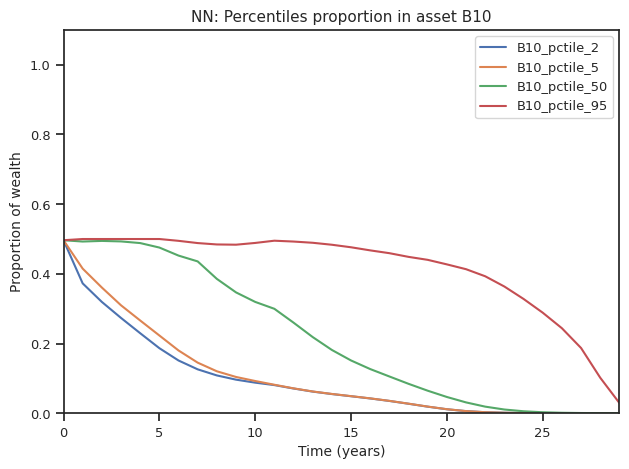 NN: Percentiles proportion in asset B10
B10_pctile_2
B10_pctile_5
B10_pctile_50
B10_pctile_95
Proportion of wealth
1.0
0.8
0.6
0.4
0.2
0.0
0 5 10 15 20 25
Time (years)